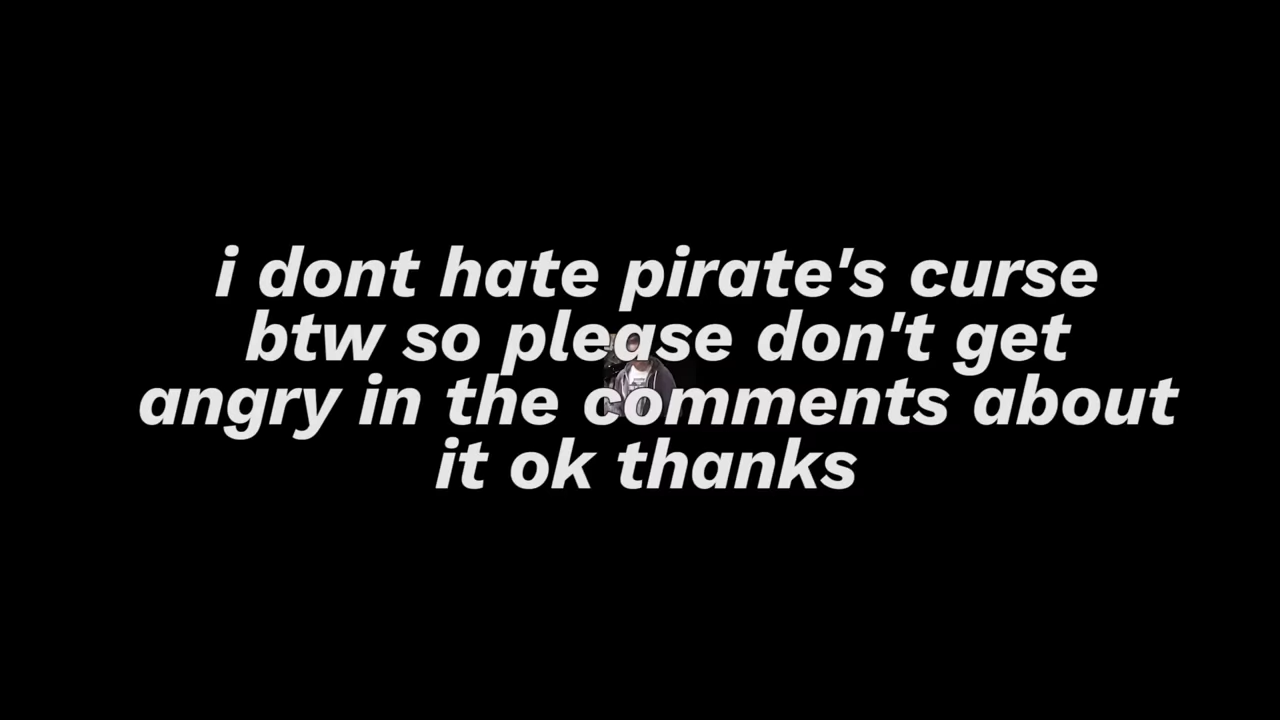 i dont hate pirate's curse
btw so please don't get
angry in the comments about
it ok thanks